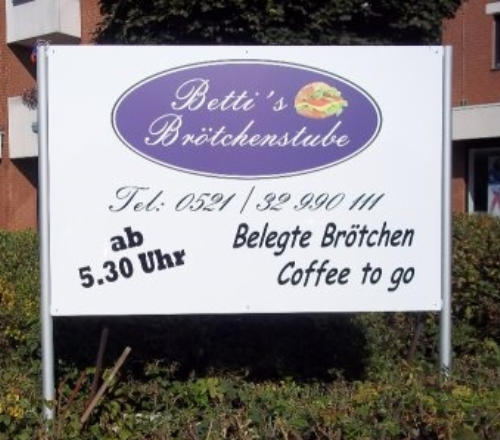 Betti's
Brötchenstube
Tel: 0521 / 32 990 111
ab
5.30 Uhr
Belegte Brötchen
Coffee to go